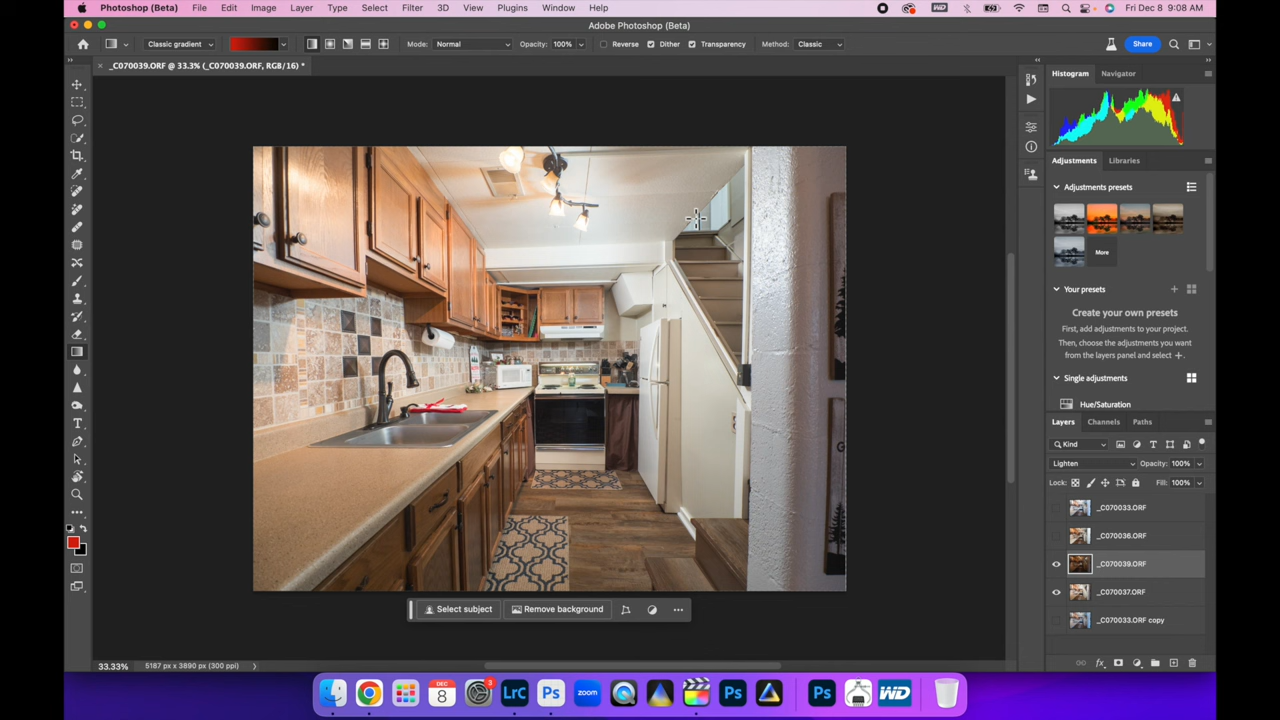 Photoshop (Beta) File Edit Image Layer Type Select Filter 3D View Plugins Window Help WD Fri Dec 8 9:08 AM
Adobe Photoshop (Beta)
Classic gradient Mode: Normal Opacity: 100% Reverse Dither Transparency Method: Classic Share
_C070039.ORF @ 33.3% (_C070039.ORF, RGB/16) *
Histogram Navigator
Adjustments Libraries
Adjustments presets
More
Your presets
Create your own presets
First, add adjustments to your project.
Then, choose the adjustments you
want from the layers panel and select +.
Single adjustments
Hue/Saturation
Layers Channels Paths
Kind
Lighten Opacity: 100%
Lock: Fill: 100%
_C070033.ORF
_C070036.ORF
_C070039.ORF
_C070037.ORF
_C070033.ORF copy
Select subject Remove background
33.33% 5187 px x 3890 px (300 ppi)
DEC 8 3 LrC Ps zoom Ps Ps WD